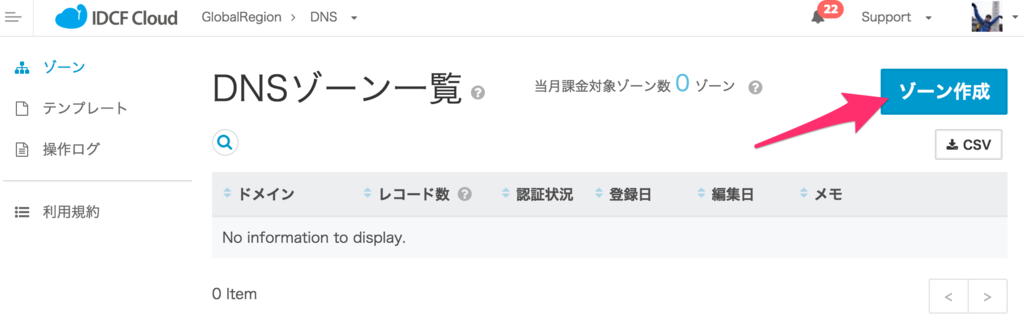 IDCF Cloud GlobalRegion > DNS 22 Support
ゾーン
テンプレート
操作ログ
利用規約
DNSゾーン一覧 ? 当月課金対象ゾーン数 0 ゾーン ? ゾーン作成
CSV
ドメイン レコード数 ? 認証状況 登録日 編集日 メモ
No information to display.
0 Item < >